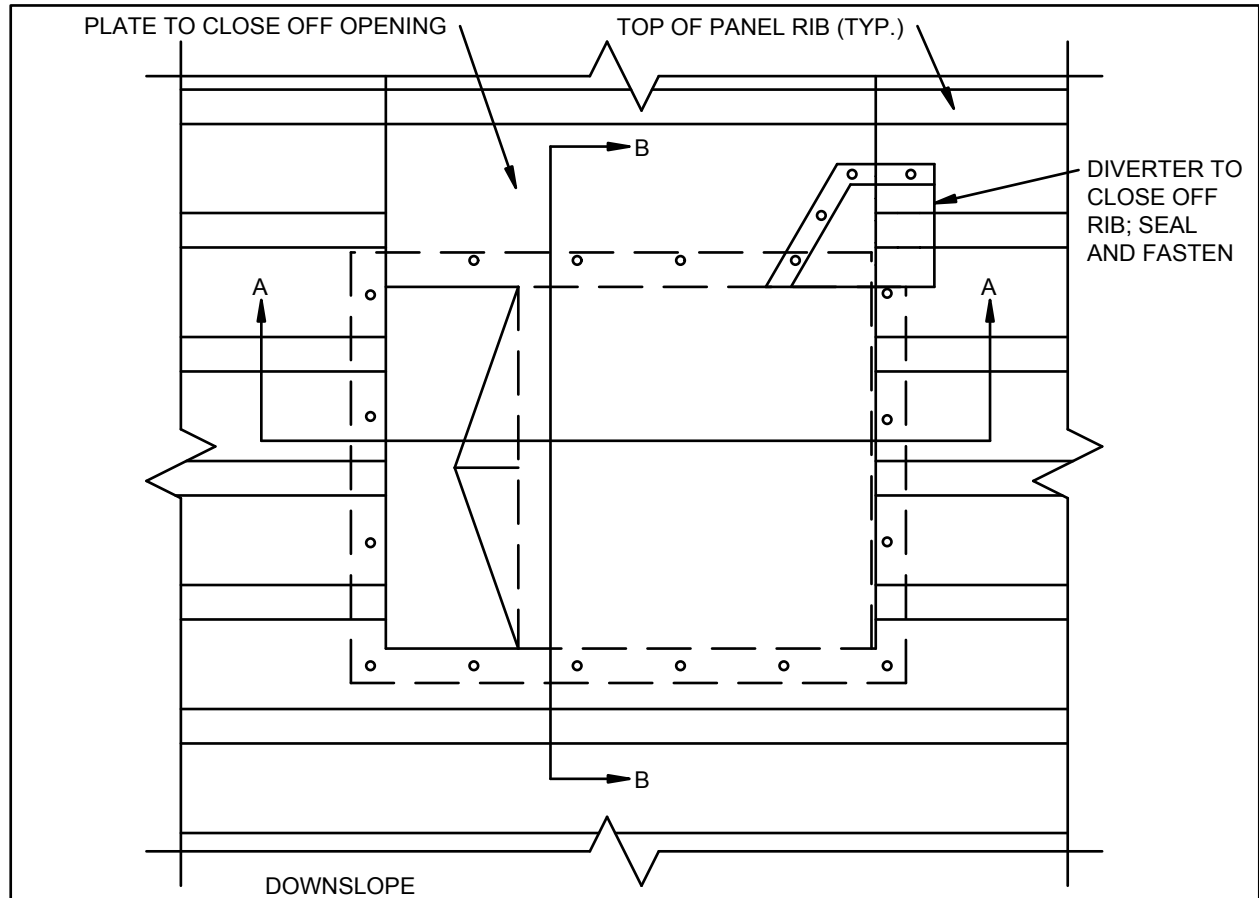 PLATE TO CLOSE OFF OPENING
TOP OF PANEL RIB (TYP.)
B
DIVERTER TO
CLOSE OFF
RIB; SEAL
AND FASTEN
A
A
B
DOWNSLOPE